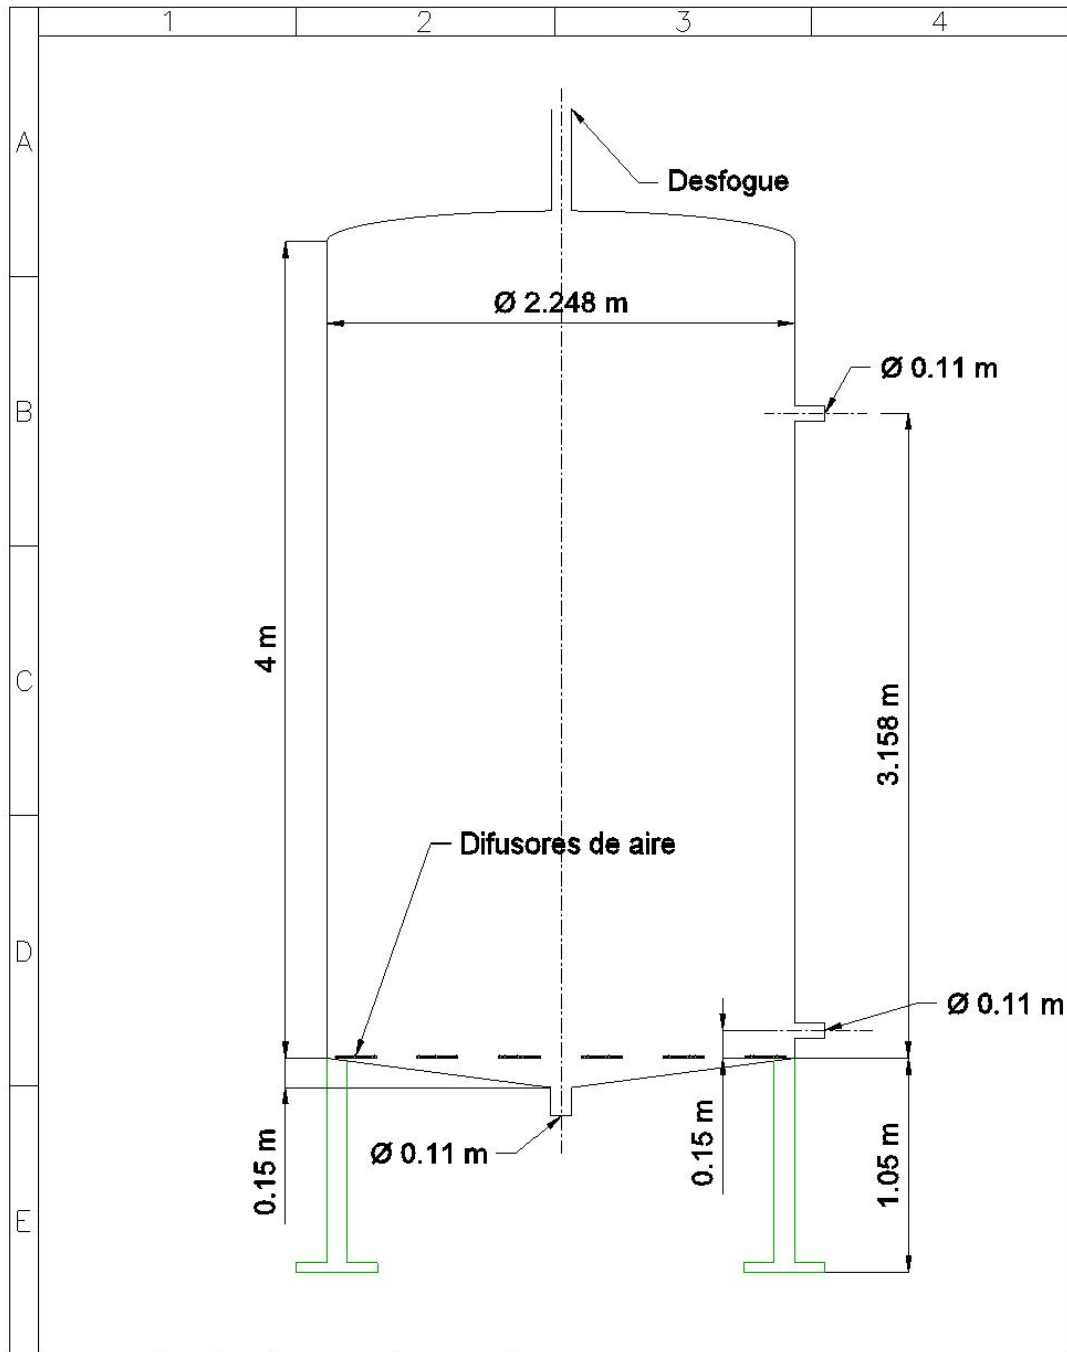 1 2 3 4
A
Desfogue
Ø 2.248 m
Ø 0.11 m
B
4 m
C
3.158 m
Difusores de aire
D
Ø 0.11 m
0.15 m
Ø 0.11 m
0.15 m
1.05 m
E